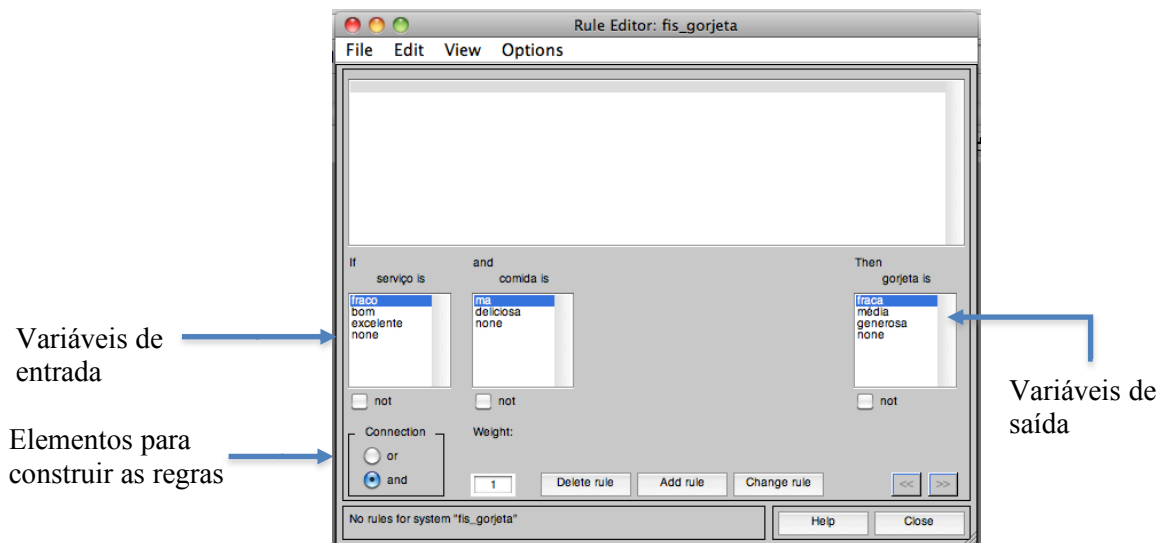 Rule Editor: fis_gorjeta
File Edit View Options
If and Then
serviço is comida is gorjeta is
fraco
bom
excelente
none
ma
deliciosa
none
fraca
média
generosa
none
Variáveis de
entrada
Variáveis de
saída
not not not
Elementos para
construir as regras
Connection
or
and
Weight:
1
Delete rule Add rule Change rule << >>
No rules for system "fis_gorjeta"
Help Close